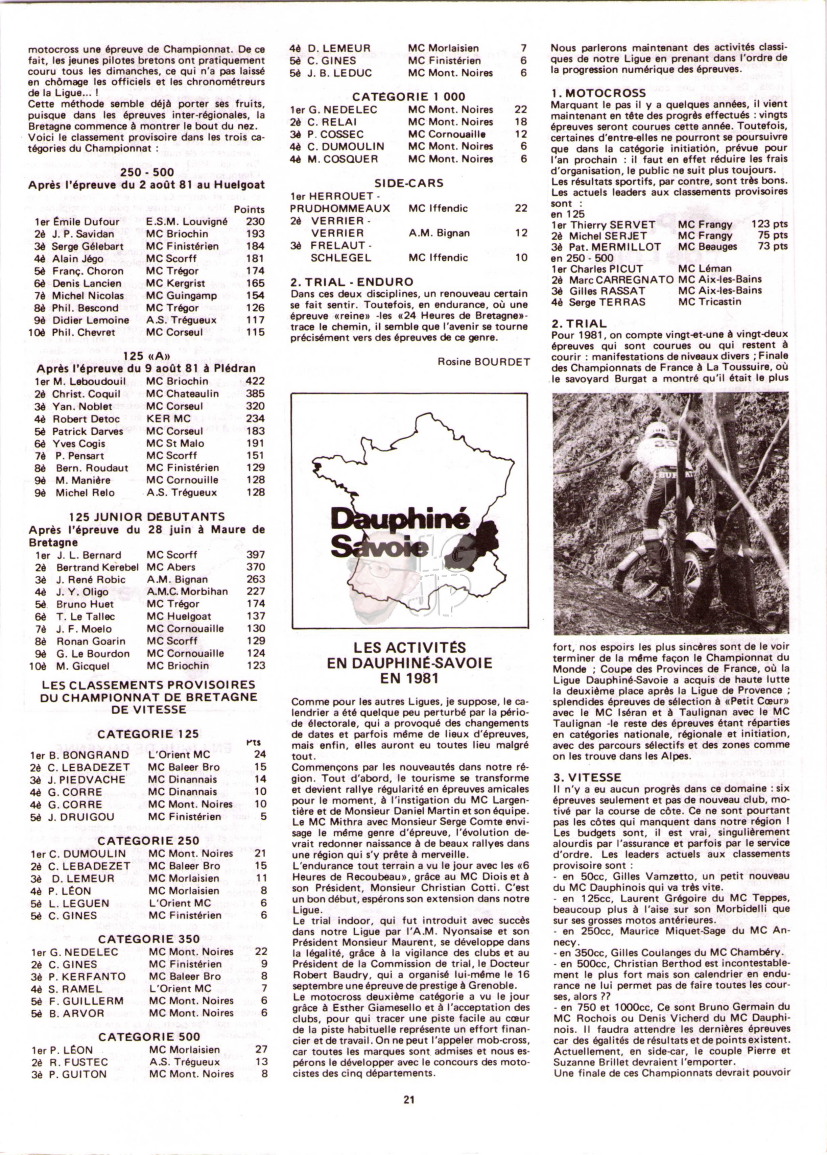 motocross une épreuve de Championnat. De ce
fait, les jeunes pilotes bretons ont pratiquement
couru tous les dimanches, ce qui n'a pas laissé
en chômage les officiels et les chronométreurs
de la Ligue... !
Cette méthode semble déjà porter ses fruits,
puisque dans les épreuves inter-régionales, la
Bretagne commence à montrer le bout du nez.
Voici le classement provisoire dans les trois ca-
tégories du Championnat :
250 - 500
Après l'épreuve du 2 août 81 au Huelgoat
Points
1er Émile Dufour E.S.M. Louvigné 230
2è J. P. Savidan MC Briochin 193
3è Serge Gélebart MC Finistérien 184
4è Alain Jégo MC Scorff 181
5è Franç. Choron MC Trégor 174
6è Denis Lancien MC Kergrist 165
7è Michel Nicolas MC Guingamp 154
8è Phil. Bescond MC Trégor 126
9è Didier Lemoine A.S. Trégueux 117
10è Phil. Chevret MC Corseul 115
125 «A»
Après l'épreuve du 9 août 81 à Plédran
1er M. Leboudouil MC Briochin 422
2è Christ. Coquil MC Chateaulin 385
3è Yan. Noblet MC Corseul 320
4è Robert Detoc KER MC 234
5è Patrick Darves MC Corseul 183
6è Yves Cogis MC St Malo 191
7è P. Pensart MC Scorff 151
8è Bern. Roudaut MC Finistérien 129
9è M. Manière MC Cornouille 128
9è Michel Relo A.S. Trégueux 128
125 JUNIOR DÉBUTANTS
Après l'épreuve du 28 juin à Maure de
Bretagne
1er J. L. Bernard MC Scorff 397
2è Bertrand Kerebel MC Abers 370
3è J. René Robic A.M. Bignan 263
4è J. Y. Oligo A.M.C. Morbihan 227
5è Bruno Huet MC Trégor 174
6è T. Le Tallec MC Huelgoat 137
7è J. F. Moelo MC Cornouaille 130
8è Ronan Goarin MC Scorff 129
9è G. Le Bourdon MC Cornouaille 124
10è M. Gicquel MC Briochin 123
LES CLASSEMENTS PROVISOIRES
DU CHAMPIONNAT DE BRETAGNE
DE VITESSE
CATÉGORIE 125
Pts
1er B. BONGRAND L'Orient MC 24
2è C. LEBADEZET MC Baleer Bro 15
3è J. PIEDVACHE MC Dinannais 14
4è G. CORRE MC Dinannais 10
4è G. CORRE MC Mont. Noires 10
5è J. DRUIGOU MC Finistérien 5
CATÉGORIE 250
1er C. DUMOULIN MC Mont. Noires 21
2è C. LEBADEZET MC Baleer Bro 15
3è D. LEMEUR MC Morlaisien 11
4è P. LÉON MC Morlaisien 8
5è L. LEGUEN L'Orient MC 6
5è C. GINES MC Finistérien 6
CATÉGORIE 350
1er G. NEDELEC MC Mont. Noires 22
2è C. GINES MC Finistérien 9
3è P. KERFANTO MC Baleer Bro 8
4è S. RAMEL L'Orient MC 7
5è F. GUILLERM MC Mont. Noires 6
5è B. ARVOR MC Mont. Noires 6
CATÉGORIE 500
1er P. LÉON MC Morlaisien 27
2è R. FUSTEC A.S. Trégueux 13
3è P. GUITON MC Mont. Noires 8
4è D. LEMEUR MC Morlaisien 7
5è C. GINES MC Finistérien 6
5è J. B. LEDUC MC Mont. Noires 6
CATÉGORIE 1 000
1er G. NEDELEC MC Mont. Noires 22
2è C. RELAI MC Mont. Noires 18
3è P. COSSEC MC Cornouaille 12
4è C. DUMOULIN MC Mont. Noires 6
4è M. COSQUER MC Mont. Noires 6
SIDE-CARS
1er HERROUET -
PRUDHOMMEAUX MC Iffendic 22
2è VERRIER -
VERRIER A.M. Bignan 12
3è FRELAUT -
SCHLEGEL MC Iffendic 10
2. TRIAL - ENDURO
Dans ces deux disciplines, un renouveau certain
se fait sentir. Toutefois, en endurance, où une
épreuve «reine» -les «24 Heures de Bretagne»-
trace le chemin, il semble que l'avenir se tourne
précisément vers des épreuves de ce genre.
Rosine BOURDET
Dauphiné
Savoie
LES ACTIVITÉS
EN DAUPHINÉ-SAVOIE
EN 1981
Comme pour les autres Ligues, je suppose, le ca-
lendrier a été quelque peu perturbé par la pério-
de électorale, qui a provoqué des changements
de dates et parfois même de lieux d'épreuves,
mais enfin, elles auront eu toutes lieu malgré
tout.
Commençons par les nouveautés dans notre ré-
gion. Tout d'abord, le tourisme se transforme
et devient rallye régularité en épreuves amicales
pour le moment, à l'instigation du MC Largen-
tière et de Monsieur Daniel Martin et son équipe.
Le MC Mithra avec Monsieur Serge Comte envi-
sage le même genre d'épreuve, l'évolution de-
vrait redonner naissance à de beaux rallyes dans
une région qui s'y prête à merveille.
L'endurance tout terrain a vu le jour avec les «6
Heures de Recoubeau», grâce au MC Diois et à
son Président, Monsieur Christian Cotti. C'est
un bon début, espérons son extension dans notre
Ligue.
Le trial indoor, qui fut introduit avec succès
dans notre Ligue par l'A.M. Nyonsaise et son
Président Monsieur Maurent, se développe dans
la légalité, grâce à la vigilance des clubs et au
Président de la Commission de trial, le Docteur
Robert Baudry, qui a organisé lui-même le 16
septembre une épreuve de prestige à Grenoble.
Le motocross deuxième catégorie a vu le jour
grâce à Esther Giamesello et à l'acceptation des
clubs, pour qui tracer une piste facile au cœur
de la piste habituelle représente un effort finan-
cier et de travail. On ne peut l'appeler mob-cross,
car toutes les marques sont admises et nous es-
pérons le développer avec le concours des moto-
cistes des cinq départements.
Nous parlerons maintenant des activités classi-
ques de notre Ligue en prenant dans l'ordre de
la progression numérique des épreuves.
1. MOTOCROSS
Marquant le pas il y a quelques années, il vient
maintenant en tête des progrès effectués : vingts
épreuves seront courues cette année. Toutefois,
certaines d'entre-elles ne pourront se poursuivre
que dans la catégorie initiation, prévue pour
l'an prochain : il faut en effet réduire les frais
d'organisation, le public ne suit plus toujours.
Les résultats sportifs, par contre, sont très bons.
Les actuels leaders aux classements provisoires
sont :
en 125
1er Thierry SERVET MC Frangy 123 pts
2è Michel SERJET MC Frangy 75 pts
3è Pat. MERMILLOT MC Beauges 73 pts
en 250 - 500
1er Charles PICUT MC Léman
2è Marc CARREGNATO MC Aix-les-Bains
3è Gilles RASSAT MC Aix-les-Bains
4è Serge TERRAS MC Tricastin
2. TRIAL
Pour 1981, on compte vingt-et-une à vingt-deux
épreuves qui sont courues ou qui restent à
courir : manifestations de niveaux divers ; Finale
des Championnats de France à La Toussuire, où
le savoyard Burgat a montré qu'il était le plus
fort, nos espoirs les plus sincères sont de le voir
terminer de la même façon le Championnat du
Monde ; Coupe des Provinces de France, où la
Ligue Dauphiné-Savoie a acquis de haute lutte
la deuxième place après la Ligue de Provence ;
splendides épreuves de sélection à «Petit Cœur»
avec le MC Iséran et à Taulignan avec le MC
Taulignan -le reste des épreuves étant réparties
en catégories nationale, régionale et initiation,
avec des parcours sélectifs et des zones comme
on les trouve dans les Alpes.
3. VITESSE
Il n'y a eu aucun progrès dans ce domaine : six
épreuves seulement et pas de nouveau club, mo-
tivé par la course de côte. Ce ne sont pourtant
pas les côtes qui manquent dans notre région !
Les budgets sont, il est vrai, singulièrement
alourdis par l'assurance et parfois par le service
d'ordre. Les leaders actuels aux classements
provisoire sont :
- en 50cc, Gilles Vamzetto, un petit nouveau
du MC Dauphinois qui va très vite.
- en 125cc, Laurent Grégoire du MC Teppes,
beaucoup plus à l'aise sur son Morbidelli que
sur ses grosses motos antérieures.
- en 250cc, Maurice Miquet-Sage du MC An-
necy.
- en 350cc, Gilles Coulanges du MC Chambéry.
- en 500cc, Christian Berthod est incontestable-
ment le plus fort mais son calendrier en endu-
rance ne lui permet pas de faire toutes les cour-
ses, alors ??
- en 750 et 1000cc, Ce sont Bruno Germain du
MC Rochois ou Denis Vicherd du MC Dauphi-
nois. Il faudra attendre les dernières épreuves
car des égalités de résultats et de points existent.
Actuellement, en side-car, le couple Pierre et
Suzanne Brillet devraient l'emporter.
Une finale de ces Championnats devrait pouvoir
21